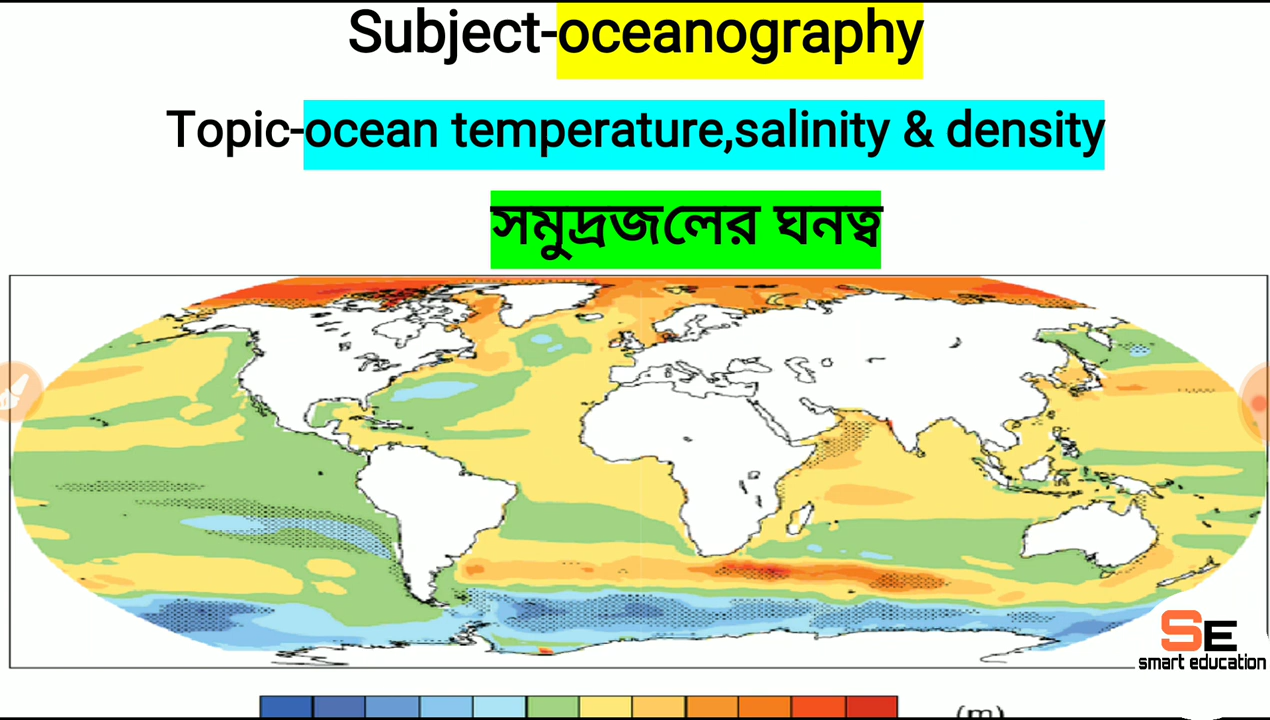 Subject-oceanography
Topic-ocean temperature,salinity & density
সমুদ্রজলের ঘনত্ব
SE
smart education
(m)